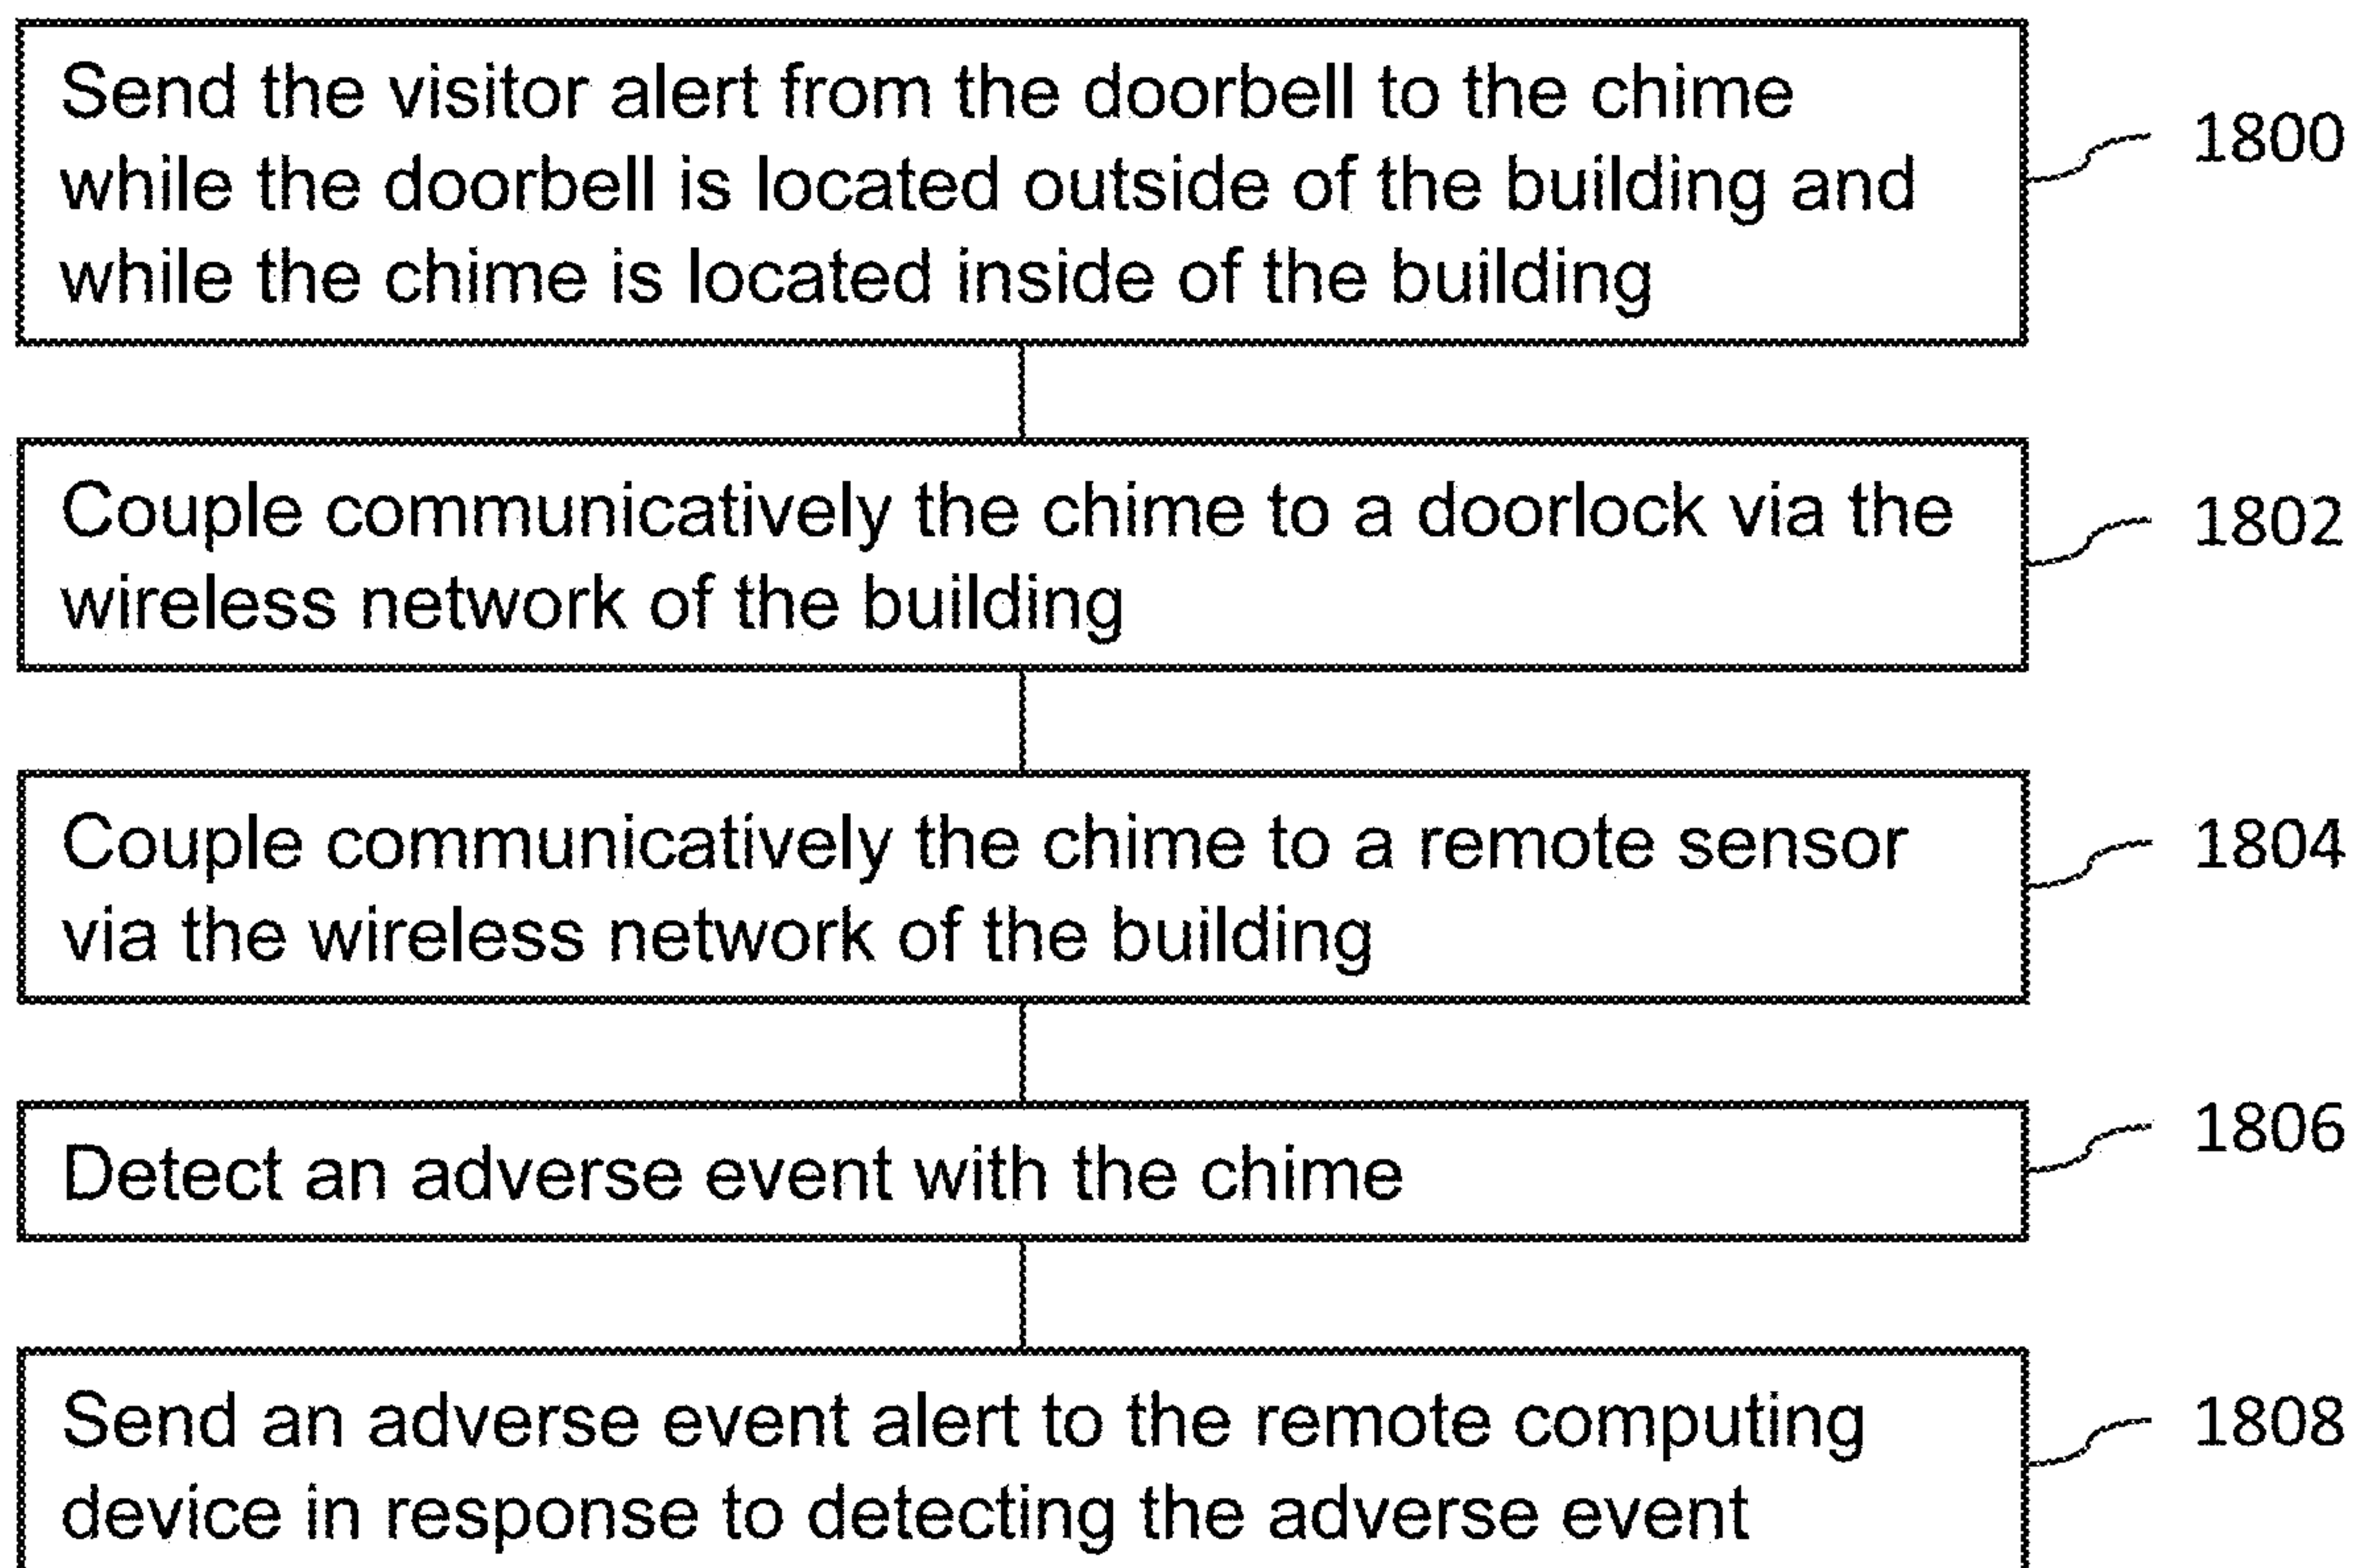 Send the visitor alert from the doorbell to the chime
while the doorbell is located outside of the building and
while the chime is located inside of the building
1800
Couple communicatively the chime to a doorlock via the
wireless network of the building
1802
Couple communicatively the chime to a remote sensor
via the wireless network of the building
1804
Detect an adverse event with the chime
1806
Send an adverse event alert to the remote computing
device in response to detecting the adverse event
1808